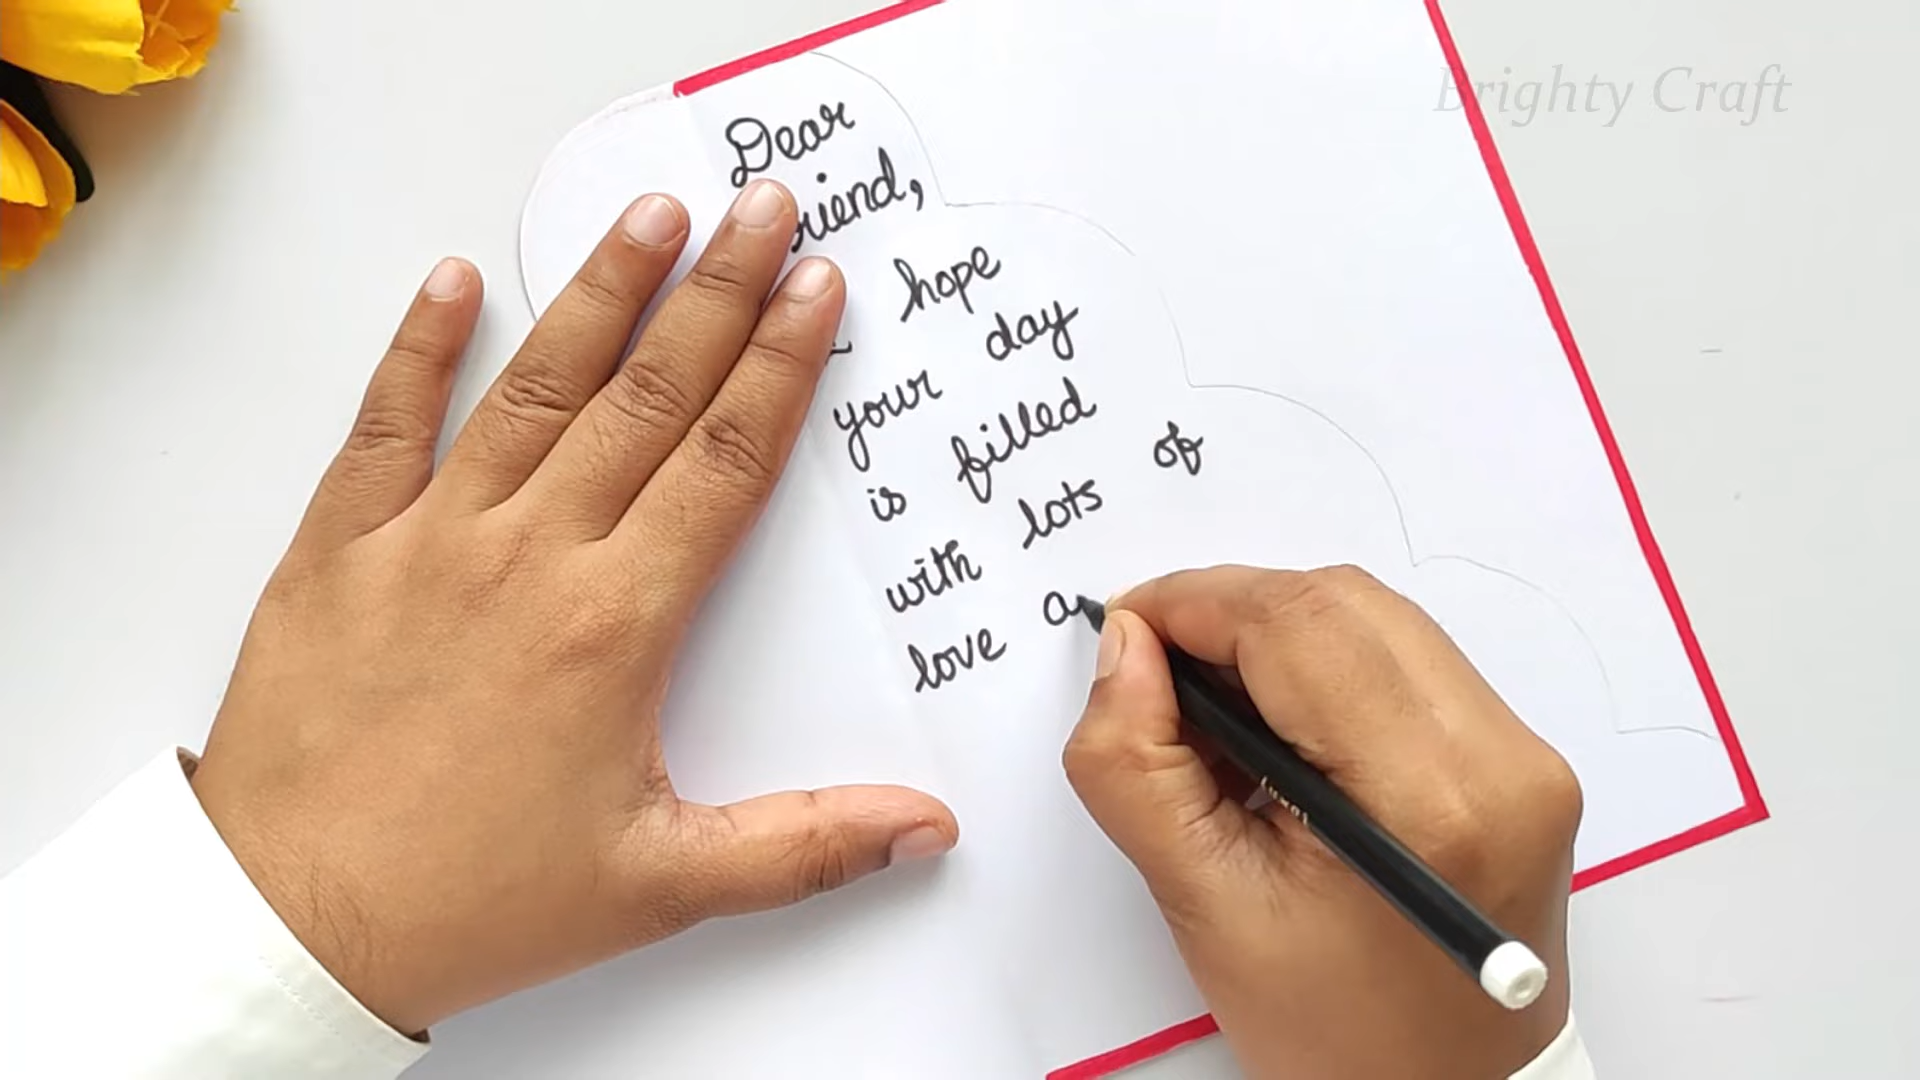 Brighty Craft
Dear
riend,
hope
your day
is filled
with lots of
love a